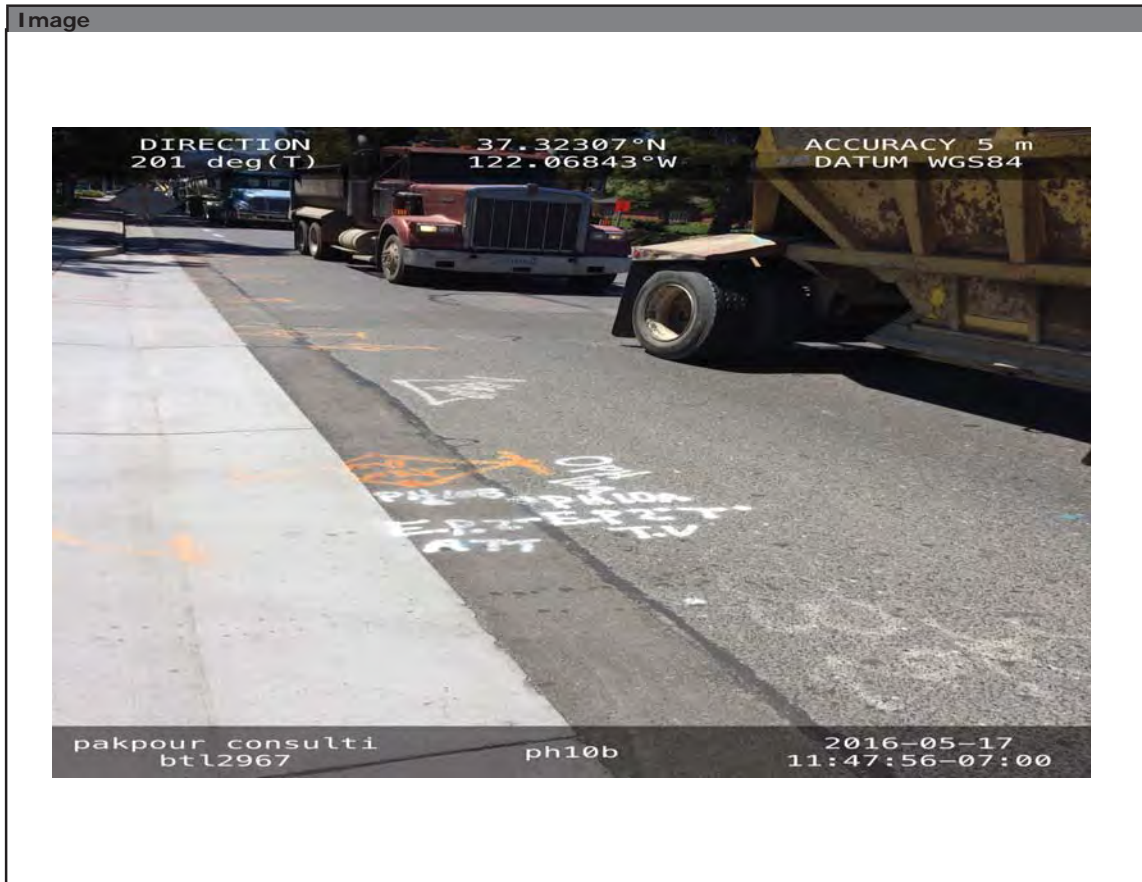 Image
DIRECTION
201 deg(T)
37.32307°N
122.06843°W
ACCURACY 5 m
DATUM WGS84
E.P.Z. E.P.Z. T.
ATT T.V
pakpour consulti
btl2967
ph10b
2016-05-17
11:47:56-07:00